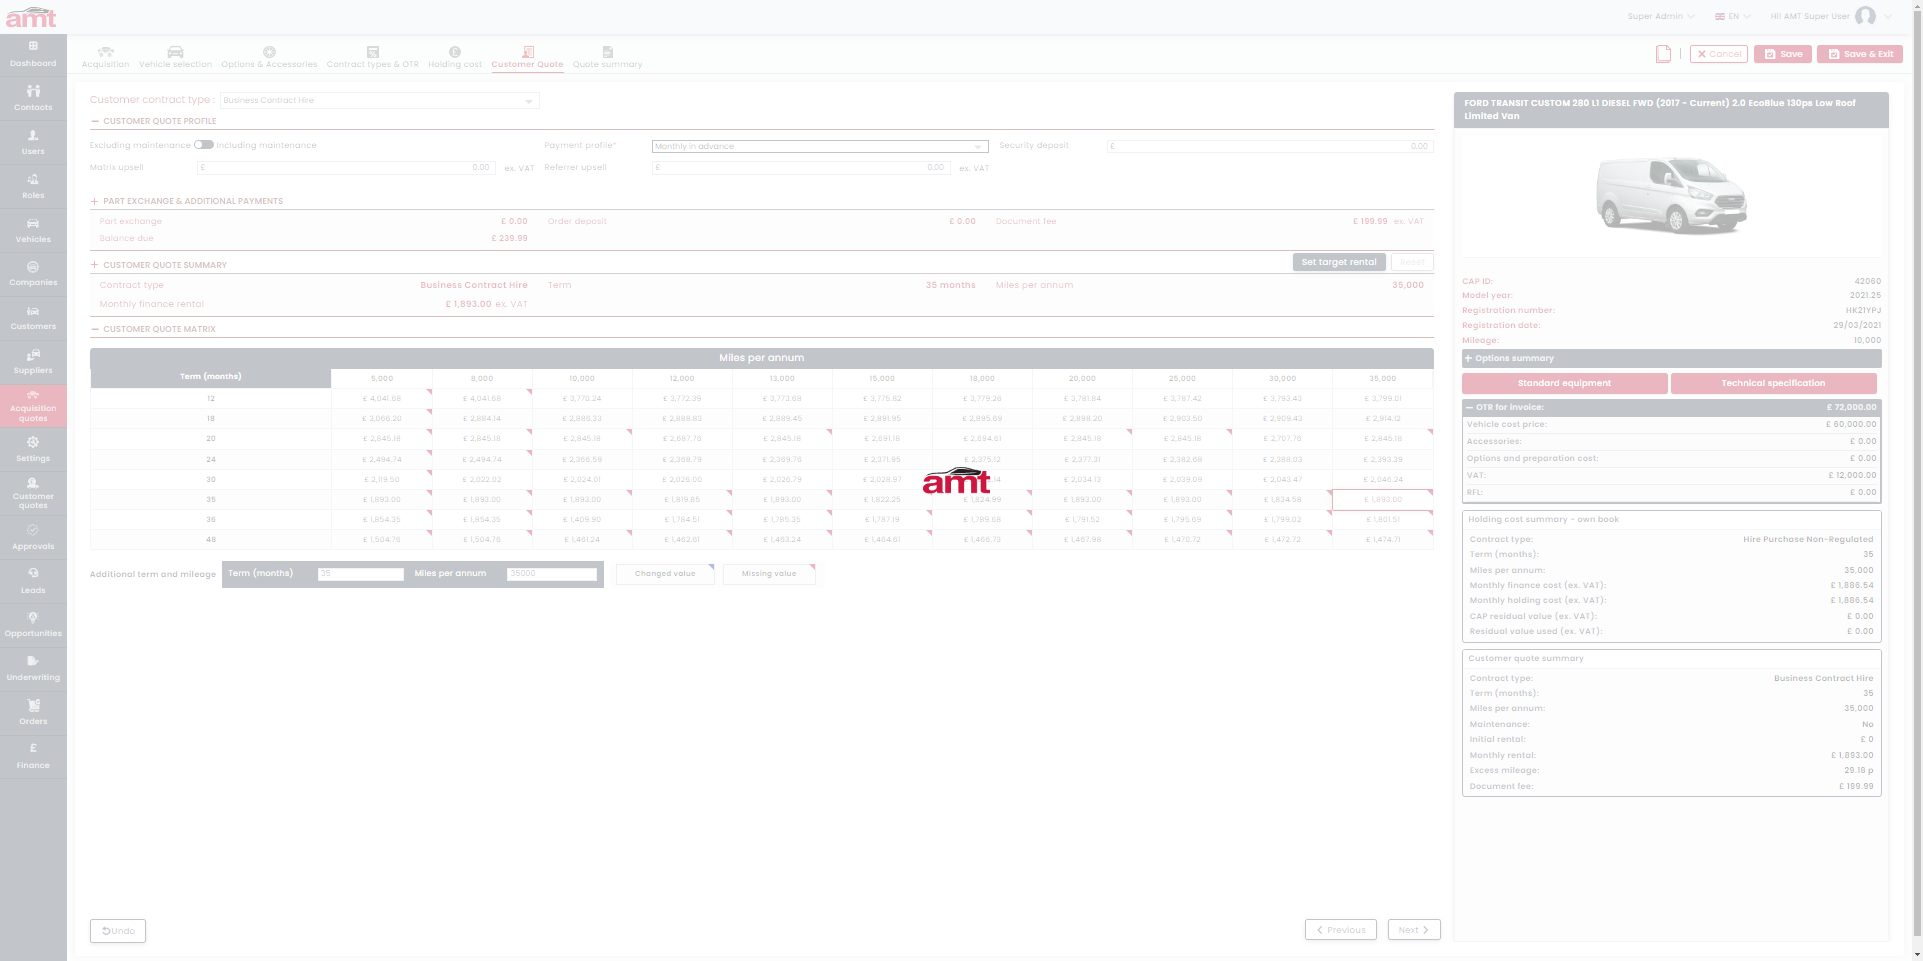 amt
Super Admin
EN
Hi! AMT Super User
Dashboard
Contacts
Users
Roles
Vehicles
Companies
Customers
Suppliers
Acquisition quotes
Settings
Customer quotes
Approvals
Leads
Opportunities
Underwriting
Orders
£
Finance
Acquisition Vehicle selection Options & Accessories Contract types & OTR Holding cost Customer Quote Quote summary
Cancel Save Save & Exit
Customer contract type : Business Contract Hire
CUSTOMER QUOTE PROFILE
Excluding maintenance Including maintenance Payment profile* Monthly in advance Security deposit £ 0.00
Matrix upsell £ 0.00 ex. VAT Referrer upsell £ 0.00 ex. VAT
+ PART EXCHANGE & ADDITIONAL PAYMENTS
Part exchange £ 0.00 Order deposit £ 0.00 Document fee £ 199.99 ex. VAT
Balance due £ 239.99
+ CUSTOMER QUOTE SUMMARY Set target rental Reset
Contract type Business Contract Hire Term 35 months Miles per annum 35,000
Monthly finance rental £ 1,893.00 ex. VAT
CUSTOMER QUOTE MATRIX
Miles per annum
Term (months) 5,000 8,000 10,000 12,000 13,000 15,000 18,000 20,000 25,000 30,000 35,000
12 £ 4,041.68 £ 4,041.68 £ 3,770.24 £ 3,772.39 £ 3,773.68 £ 3,775.82 £ 3,779.26 £ 3,781.84 £ 3,787.42 £ 3,793.43 £ 3,799.01
18 £ 3,066.20 £ 2,884.14 £ 2,886.33 £ 2,888.83 £ 2,889.45 £ 2,891.95 £ 2,895.69 £ 2,898.20 £ 2,903.50 £ 2,909.43 £ 2,914.12
20 £ 2,845.18 £ 2,845.18 £ 2,845.18 £ 2,687.76 £ 2,845.18 £ 2,691.18 £ 2,694.61 £ 2,845.18 £ 2,845.18 £ 2,707.76 £ 2,845.18
24 £ 2,494.74 £ 2,494.74 £ 2,366.59 £ 2,368.79 £ 2,369.76 £ 2,371.95 £ 2,375.12 £ 2,377.31 £ 2,382.68 £ 2,388.03 £ 2,393.39
30 £ 2,119.50 £ 2,022.02 £ 2,024.01 £ 2,026.00 £ 2,026.79 £ 2,028.97 .14 £ 2,034.13 £ 2,039.09 £ 2,043.47 £ 2,046.24
35 £ 1,893.00 £ 1,893.00 £ 1,893.00 £ 1,819.85 £ 1,893.00 £ 1,822.25 £ 1,824.99 £ 1,893.00 £ 1,893.00 £ 1,834.58 £ 1,893.00
36 £ 1,854.35 £ 1,854.35 £ 1,409.90 £ 1,784.51 £ 1,785.35 £ 1,787.19 £ 1,789.68 £ 1,791.52 £ 1,795.69 £ 1,799.02 £ 1,801.51
48 £ 1,504.76 £ 1,504.76 £ 1,461.24 £ 1,462.61 £ 1,463.24 £ 1,464.61 £ 1,466.73 £ 1,467.98 £ 1,470.72 £ 1,472.72 £ 1,474.71
amt
Additional term and mileage Term (months) 35 Miles per annum 35000 Changed value Missing value
Undo
Previous Next
FORD TRANSIT CUSTOM 280 L1 DIESEL FWD (2017 - Current) 2.0 EcoBlue 130ps Low Roof
Limited Van
CAP ID: 42060
Model year: 2021.25
Registration number: HK21YPJ
Registration date: 29/03/2021
Mileage: 10,000
+ Options summary
Standard equipment Technical specification
OTR for invoice: £ 72,000.00
Vehicle cost price: £ 60,000.00
Accessories: £ 0.00
Options and preparation cost: £ 0.00
VAT: £ 12,000.00
RFL: £ 0.00
Holding cost summary - own book
Contract type: Hire Purchase Non-Regulated
Term (months): 35
Miles per annum: 35,000
Monthly finance cost (ex. VAT): £ 1,886.54
Monthly holding cost (ex. VAT): £ 1,886.54
CAP residual value (ex. VAT): £ 0.00
Residual value used (ex. VAT): £ 0.00
Customer quote summary
Contract type: Business Contract Hire
Term (months): 35
Miles per annum: 35,000
Maintenance: No
Initial rental: £ 0
Monthly rental: £ 1,893.00
Excess mileage: 29.18 p
Document fee: £ 199.99